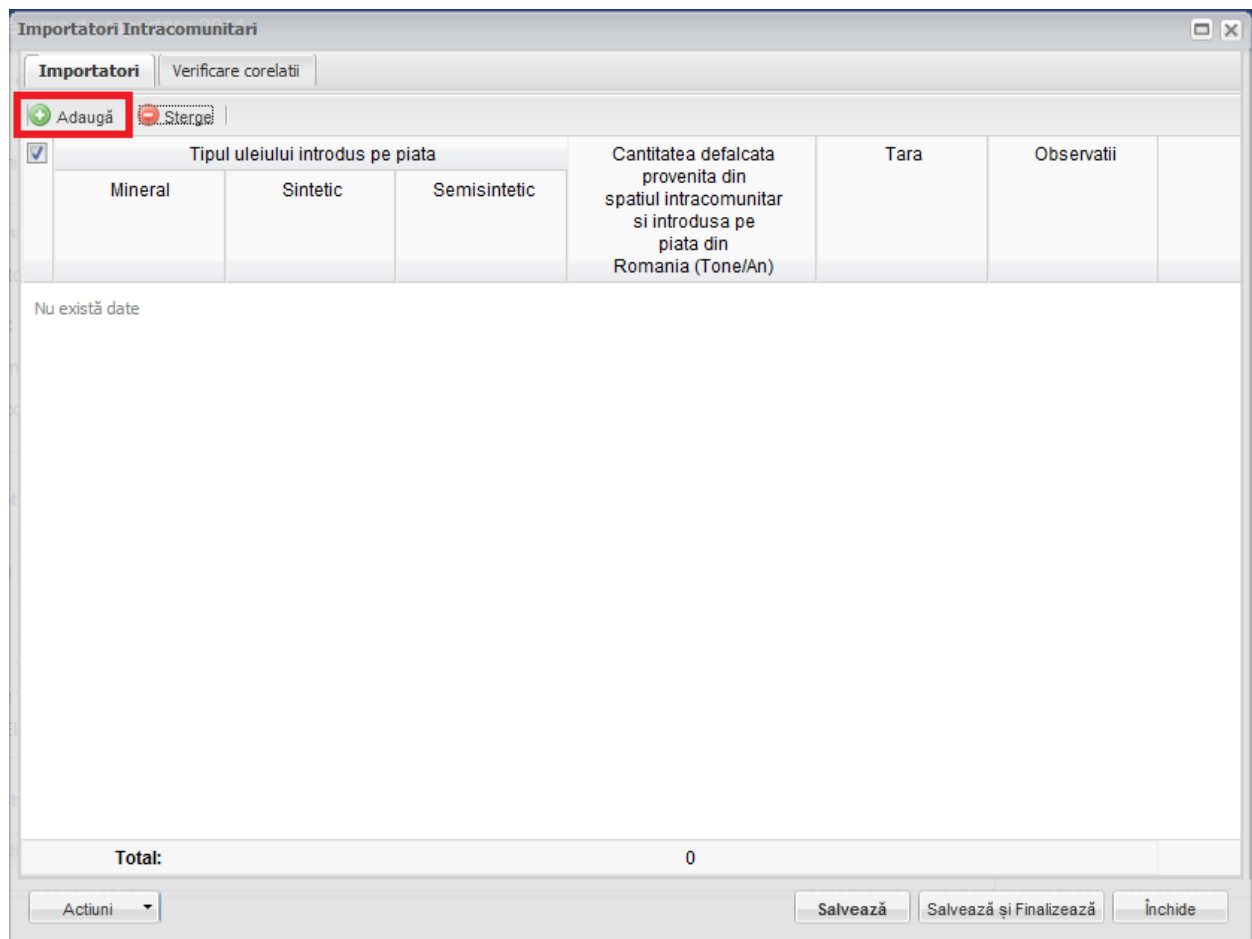 Importatori Intracomunitari
Importatori Verificare corelatii
Adaugă Sterge
Tipul uleiului introdus pe piata
Mineral Sintetic Semisintetic
Cantitatea defalcata
provenita din
spatiul intracomunitar
si introdusa pe
piata din
Romania (Tone/An)
Tara
Observatii
Nu există date
Total: 0
Actiuni Salvează Salvează și Finalizează Închide